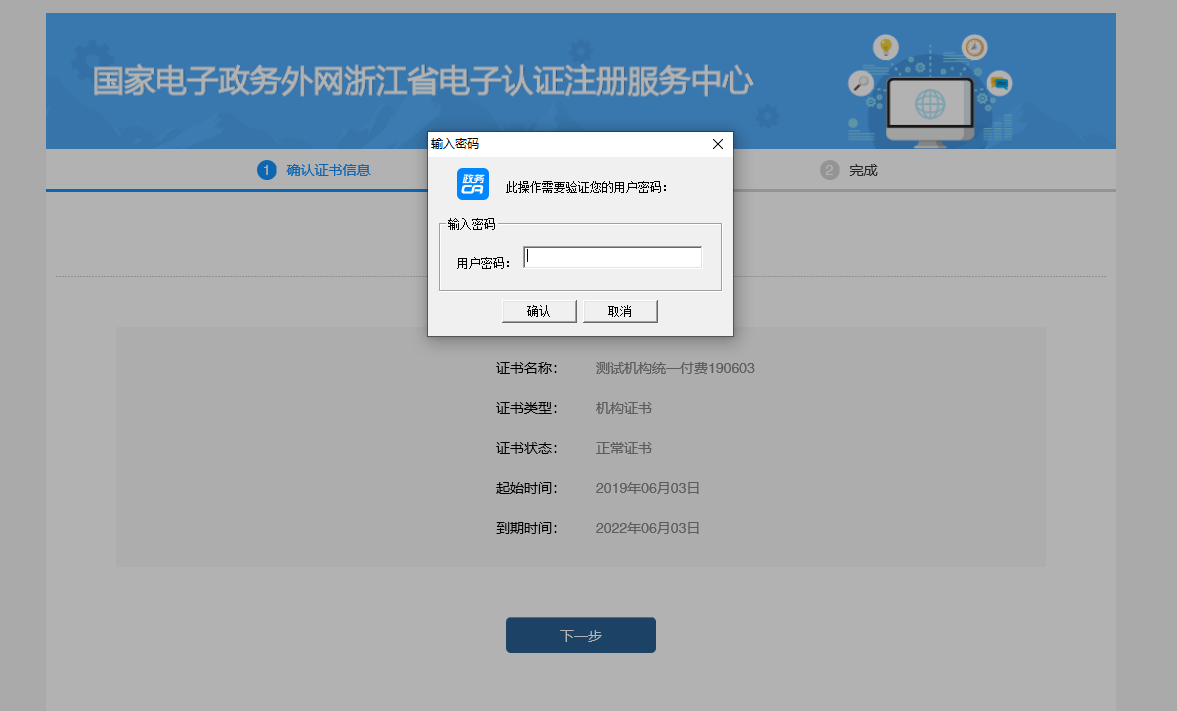 国家电子政务外网浙江省电子认证注册服务中心
输入密码
1 确认证书信息
2 完成
政务
CA
此操作需要验证您的用户密码：
输入密码
用户密码：
确认 取消
证书名称： 测试机构统一付费190603
证书类型： 机构证书
证书状态： 正常证书
起始时间： 2019年06月03日
到期时间： 2022年06月03日
下一步